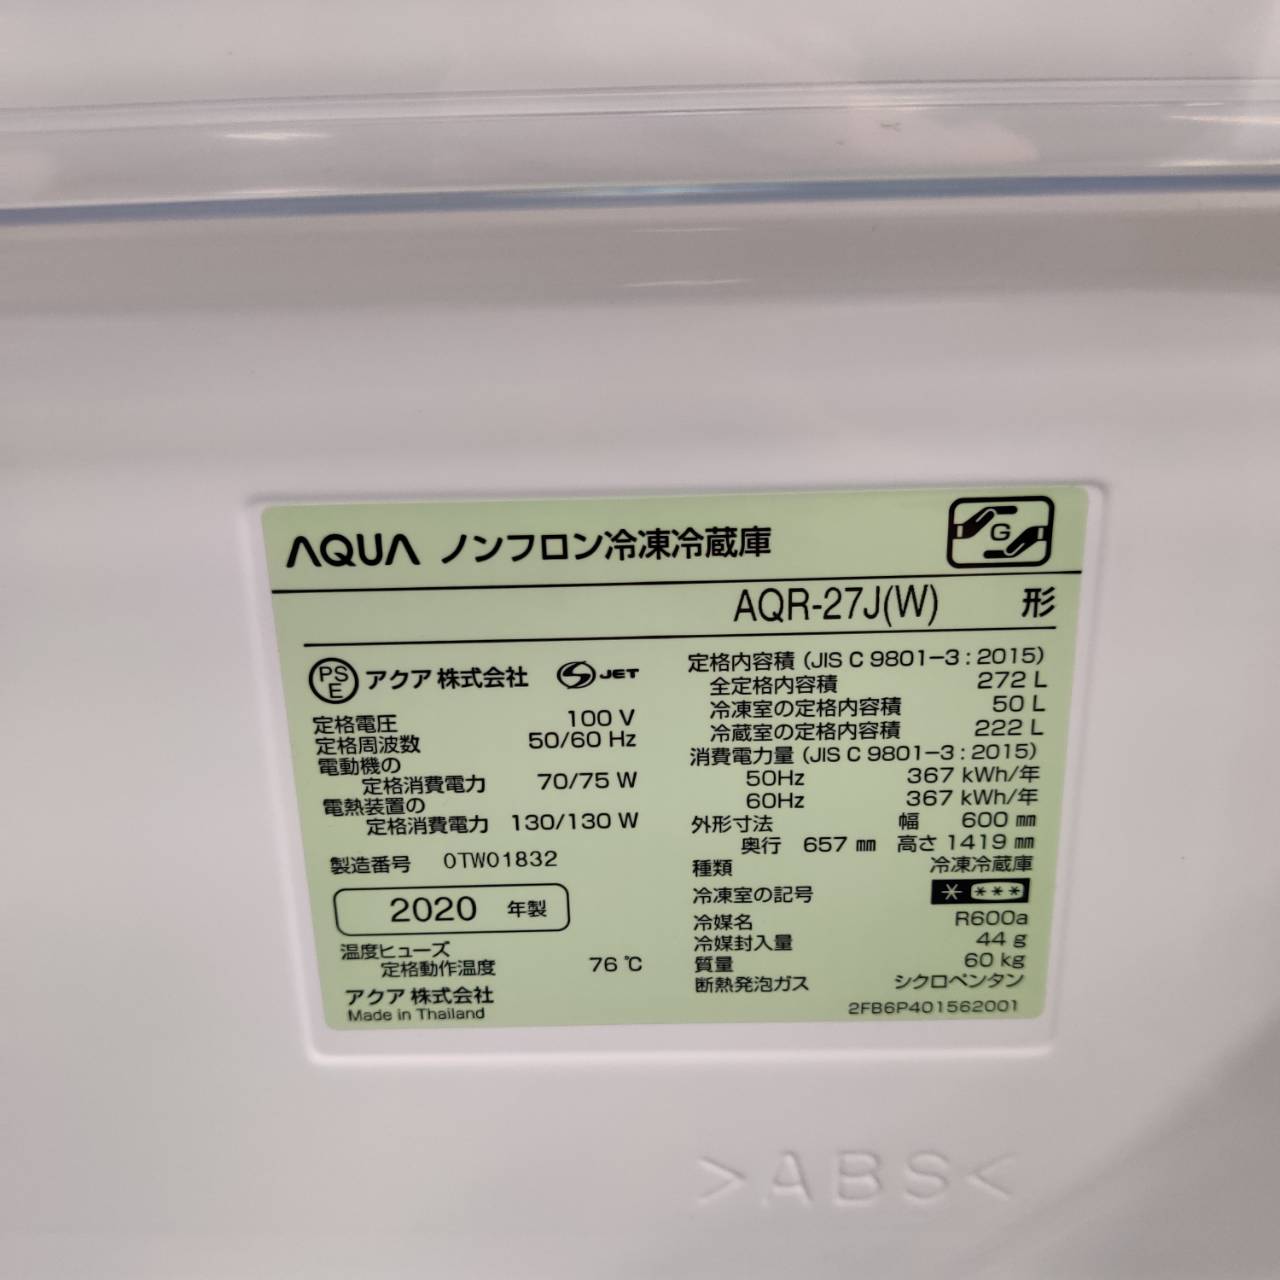 AQUA ノンフロン冷凍冷蔵庫
G
AQR-27J(W) 形
PS E アクア株式会社 S JET
定格電圧 100 V
定格周波数 50/60 Hz
電動機の
定格消費電力 70/75 W
電熱装置の
定格消費電力 130/130 W
製造番号 0TW01832
2020 年製
温度ヒューズ
定格動作温度 76 ℃
アクア株式会社
Made in Thailand
定格内容積 (JIS C 9801-3 : 2015)
全定格内容積 272 L
冷凍室の定格内容積 50 L
冷蔵室の定格内容積 222 L
消費電力量 (JIS C 9801-3 : 2015)
50Hz 367 kWh/年
60Hz 367 kWh/年
外形寸法 幅 600 ㎜
奥行 657 ㎜ 高さ 1419 ㎜
種類 冷凍冷蔵庫
冷凍室の記号 * ***
冷媒名 R600a
冷媒封入量 44 g
質量 60 kg
断熱発泡ガス シクロペンタン
2FB6P401562001
>ABS<